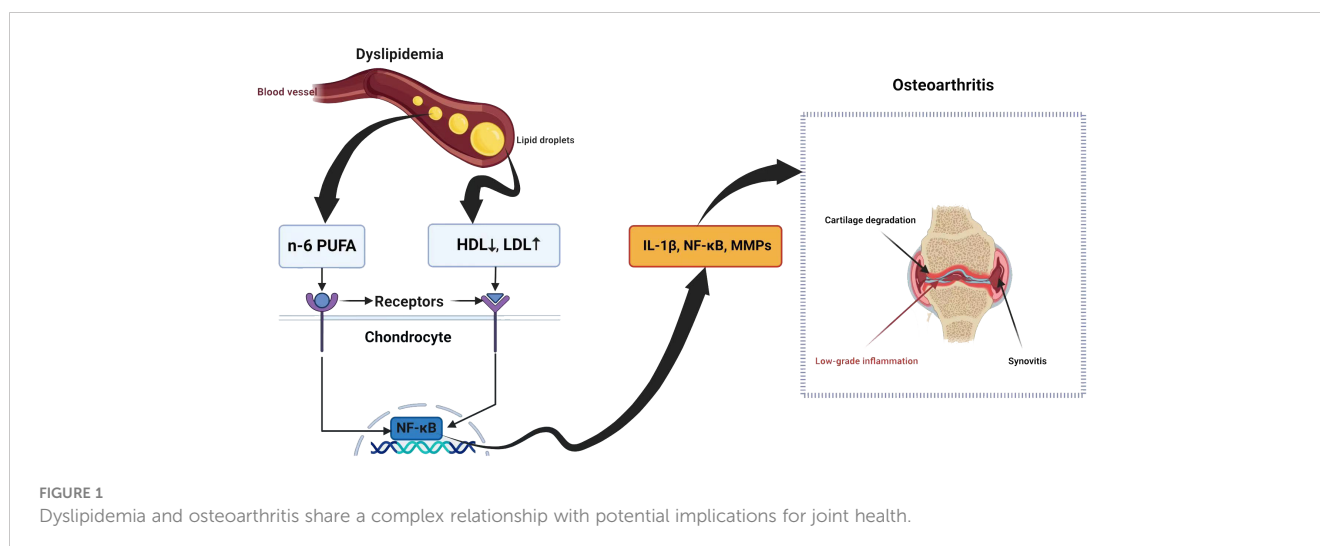 Dyslipidemia
Blood vessel
Lipid droplets
n-6 PUFA
HDL↓, LDL↑
Receptors
Chondrocyte
NF-κB
IL-1β, NF-κB, MMPs
Osteoarthritis
Cartilage degradation
Low-grade inflammation
Synovitis
FIGURE 1
Dyslipidemia and osteoarthritis share a complex relationship with potential implications for joint health.